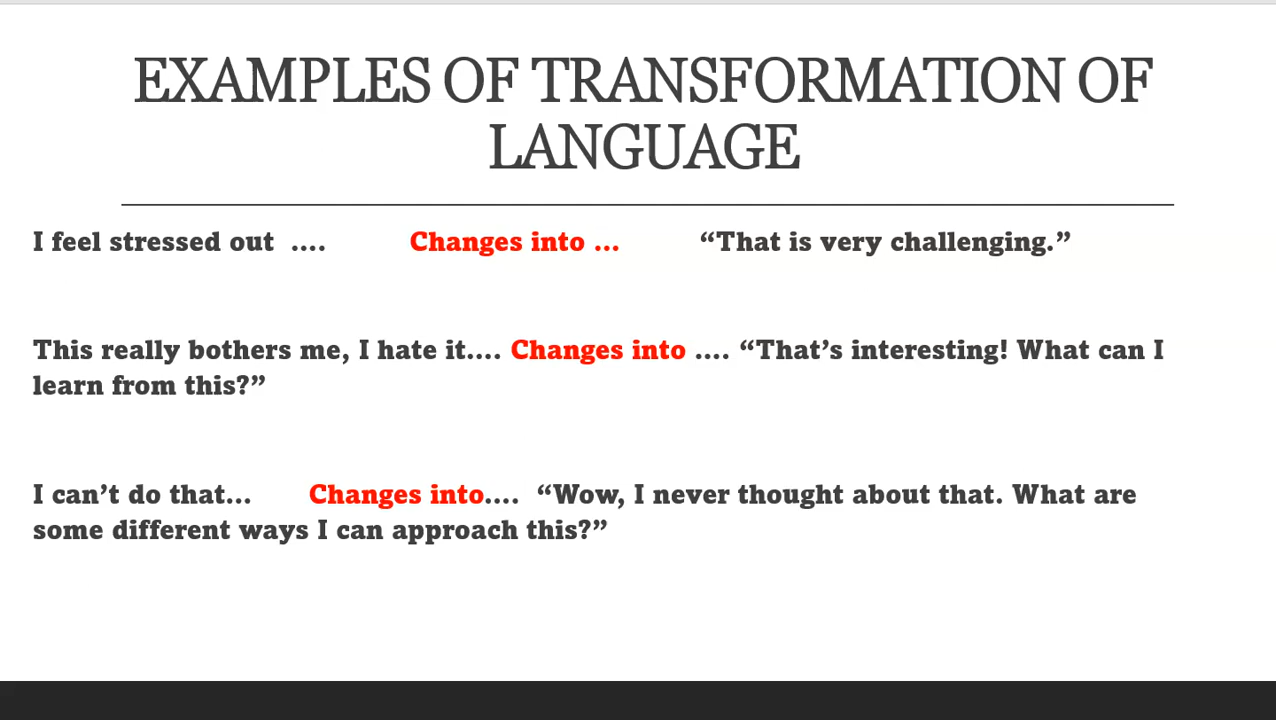 EXAMPLES OF TRANSFORMATION OF
LANGUAGE
I feel stressed out .... Changes into ... “That is very challenging.”
This really bothers me, I hate it.... Changes into .... “That’s interesting! What can I
learn from this?”
I can’t do that... Changes into.... “Wow, I never thought about that. What are
some different ways I can approach this?”